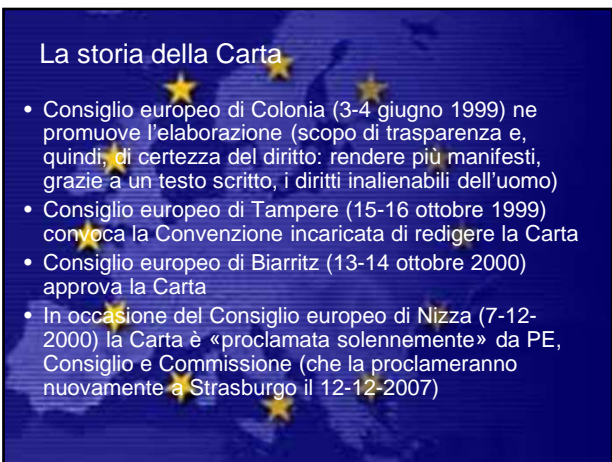 La storia della Carta
• Consiglio europeo di Colonia (3-4 giugno 1999) ne
promuove l'elaborazione (scopo di trasparenza e,
quindi, di certezza del diritto: rendere più manifesti,
grazie a un testo scritto, i diritti inalienabili dell'uomo)
• Consiglio europeo di Tampere (15-16 ottobre 1999)
convoca la Convenzione incaricata di redigere la Carta
• Consiglio europeo di Biarritz (13-14 ottobre 2000)
approva la Carta
• In occasione del Consiglio europeo di Nizza (7-12-
2000) la Carta è «proclamata solennemente» da PE,
Consiglio e Commissione (che la proclameranno
nuovamente a Strasburgo il 12-12-2007)